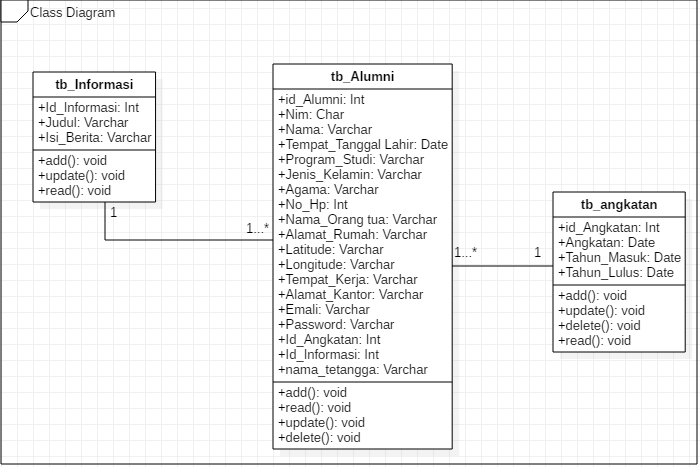 Class Diagram
tb_Informasi
+Id_Informasi: Int
+Judul: Varchar
+Isi_Berita: Varchar
+add(): void
+update(): void
+read(): void
1
1...*
tb_Alumni
+id_Alumni: Int
+Nim: Char
+Nama: Varchar
+Tempat_Tanggal Lahir: Date
+Program_Studi: Varchar
+Jenis_Kelamin: Varchar
+Agama: Varchar
+No_Hp: Int
+Nama_Orang tua: Varchar
+Alamat_Rumah: Varchar
+Latitude: Varchar
+Longitude: Varchar
+Tempat_Kerja: Varchar
+Alamat_Kantor: Varchar
+Emali: Varchar
+Password: Varchar
+Id_Angkatan: Int
+Id_Informasi: Int
+nama_tetangga: Varchar
+add(): void
+read(): void
+update(): void
+delete(): void
1...*
1
tb_angkatan
+id_Angkatan: Int
+Angkatan: Date
+Tahun_Masuk: Date
+Tahun_Lulus: Date
+add(): void
+update(): void
+delete(): void
+read(): void